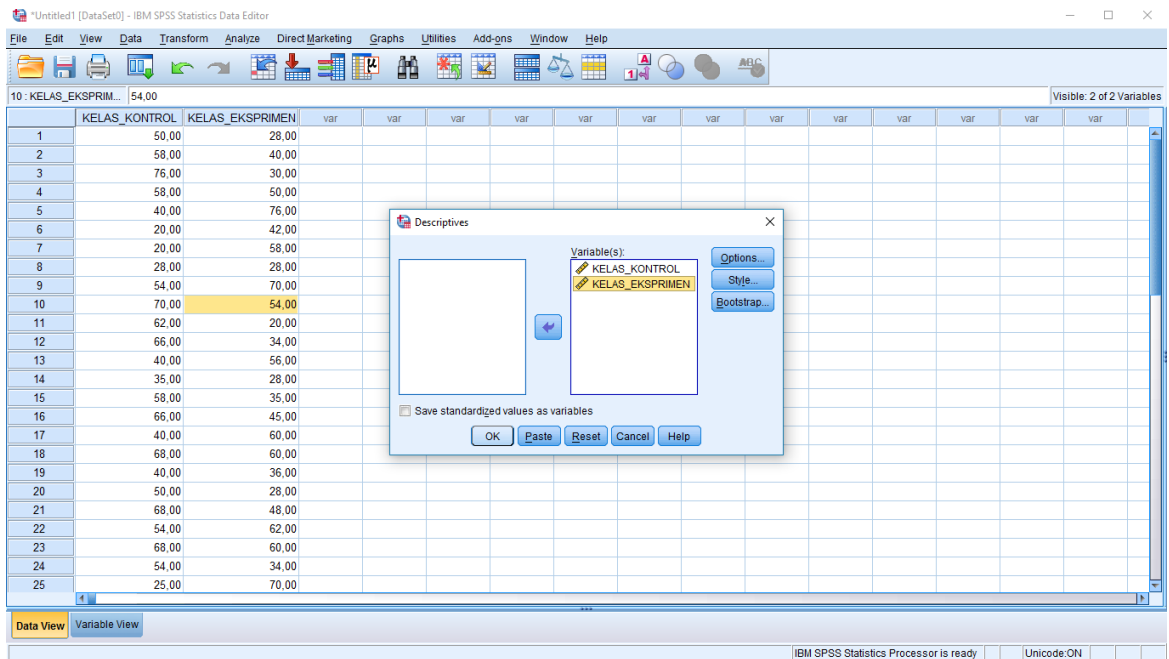 *Untitled1 [DataSet0] - IBM SPSS Statistics Data Editor
File Edit View Data Transform Analyze Direct Marketing Graphs Utilities Add-ons Window Help
10 : KELAS_EKSPRIM... 54,00 Visible: 2 of 2 Variables
KELAS_KONTROL KELAS_EKSPRIMEN var var var var var var var var var var var var var
1 50,00 28,00
2 58,00 40,00
3 76,00 30,00
4 58,00 50,00
5 40,00 76,00
6 20,00 42,00
7 20,00 58,00
8 28,00 28,00
9 54,00 70,00
10 70,00 54,00
11 62,00 20,00
12 66,00 34,00
13 40,00 56,00
14 35,00 28,00
15 58,00 35,00
16 66,00 45,00
17 40,00 60,00
18 68,00 60,00
19 40,00 36,00
20 50,00 28,00
21 68,00 48,00
22 54,00 62,00
23 68,00 60,00
24 54,00 34,00
25 25,00 70,00
Descriptives
Variable(s):
KELAS_KONTROL
KELAS_EKSPRIMEN
Options...
Style...
Bootstrap...
Save standardized values as variables
OK Paste Reset Cancel Help
Data View Variable View
IBM SPSS Statistics Processor is ready Unicode:ON